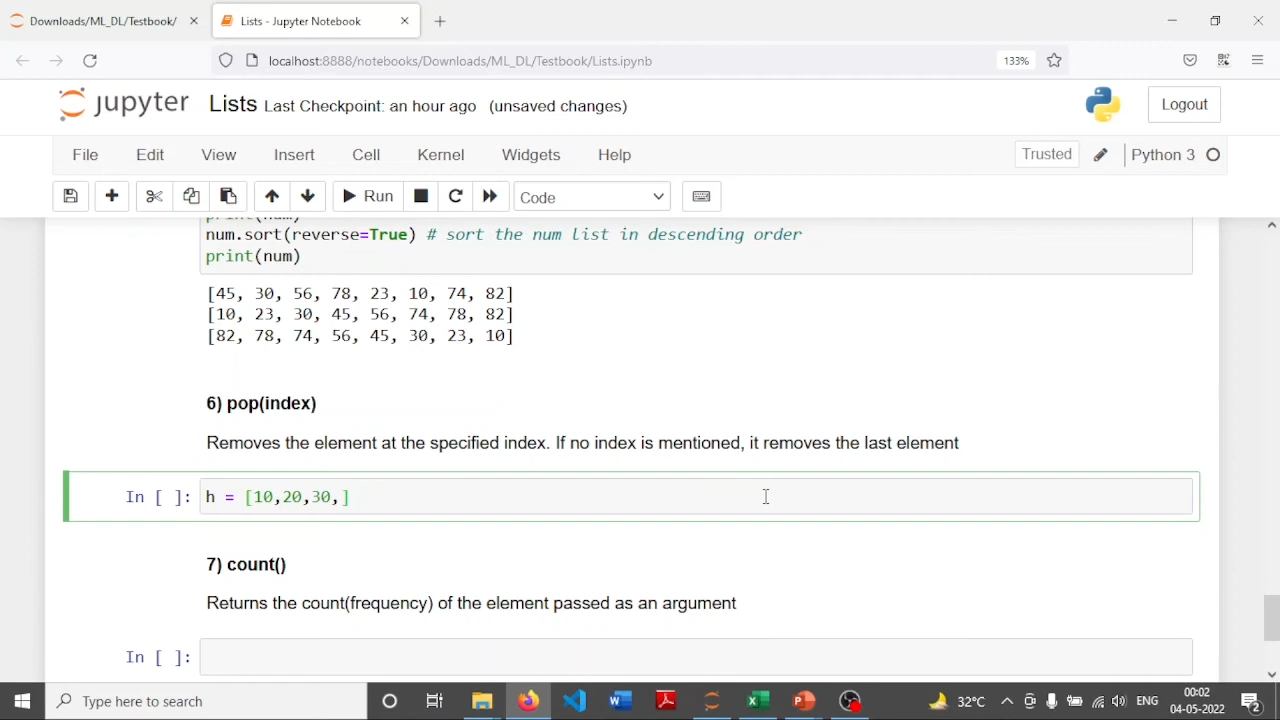 Downloads/ML_DL/Testbook/
Lists - Jupyter Notebook
localhost:8888/notebooks/Downloads/ML_DL/Testbook/Lists.ipynb
133%
jupyter Lists Last Checkpoint: an hour ago (unsaved changes)
Logout
File Edit View Insert Cell Kernel Widgets Help
Trusted Python 3
Run Code
print(num)
num.sort(reverse=True) # sort the num list in descending order
print(num)
[45, 30, 56, 78, 23, 10, 74, 82]
[10, 23, 30, 45, 56, 74, 78, 82]
[82, 78, 74, 56, 45, 30, 23, 10]
6) pop(index)
Removes the element at the specified index. If no index is mentioned, it removes the last element
In [ ]: h = [10,20,30,]
7) count()
Returns the count(frequency) of the element passed as an argument
In [ ]:
Type here to search
32°C
ENG
00:02
04-05-2022
2